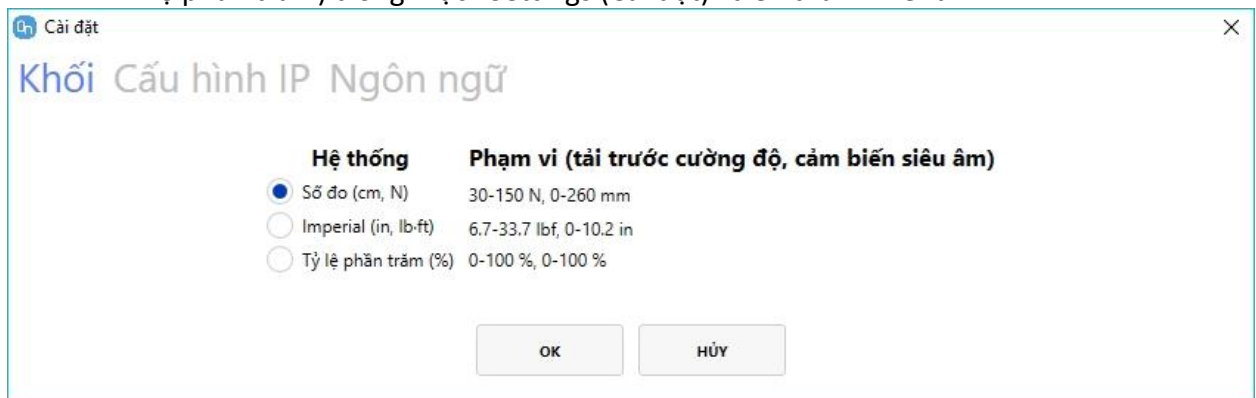 Cài đặt
Khối Cấu hình IP Ngôn ngữ
Hệ thống Phạm vi (tải trước cường độ, cảm biến siêu âm)
Số đo (cm, N) 30-150 N, 0-260 mm
Imperial (in, lb·ft) 6.7-33.7 lbf, 0-10.2 in
Tỷ lệ phần trăm (%) 0-100 %, 0-100 %
OK HỦY